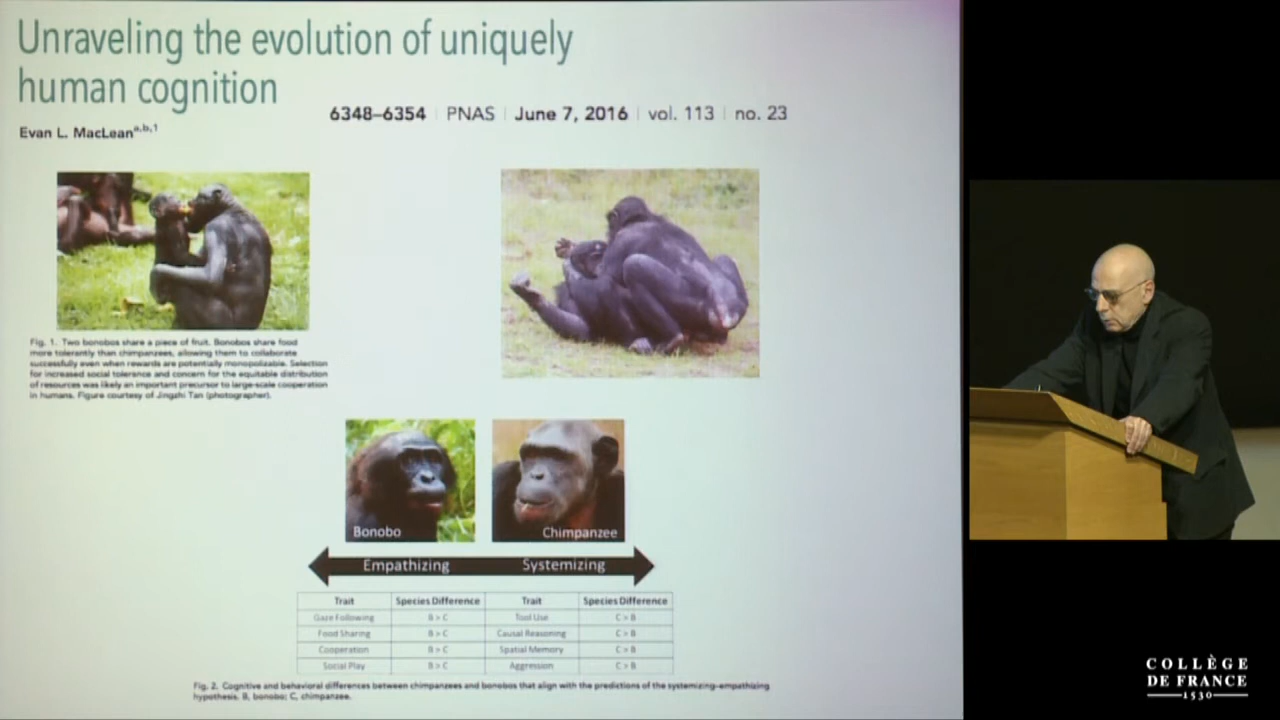 Unraveling the evolution of uniquely
human cognition
6348–6354 | PNAS | June 7, 2016 | vol. 113 | no. 23
Evan L. MacLeanᵃ,ᵇ,¹
Fig. 1. Two bonobos share a piece of fruit. Bonobos share food
more tolerantly than chimpanzees, allowing them to collaborate
successfully even when rewards are potentially monopolizable. Selection
for increased social tolerance and concern for the equitable distribution
of resources was likely an important precursor to large-scale cooperation
in humans. Figure courtesy of Jingzhi Tan (photographer).
Bonobo Chimpanzee
Empathizing Systemizing
Trait Species Difference Trait Species Difference
Gaze Following B > C Tool Use C > B
Food Sharing B > C Causal Reasoning C > B
Cooperation B > C Spatial Memory C > B
Social Play B > C Aggression C > B
Fig. 2. Cognitive and behavioral differences between chimpanzees and bonobos that align with the predictions of the systemizing–empathizing
hypothesis. B, bonobo; C, chimpanzee.
COLLÈGE
DE FRANCE
1530